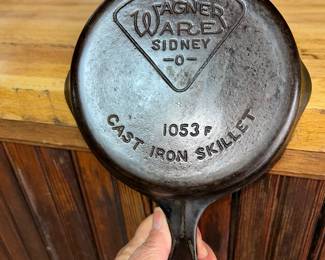 WAGNER
WARE
SIDNEY
-O-
1053 F
CAST IRON SKILLET